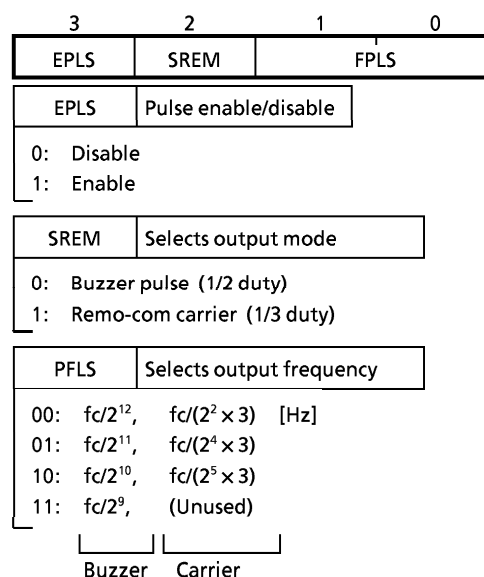 3 2 1 0
EPLS SREM FPLS
EPLS Pulse enable/disable
0: Disable
1: Enable
SREM Selects output mode
0: Buzzer pulse (1/2 duty)
1: Remo-com carrier (1/3 duty)
PFLS Selects output frequency
00: fc/2¹², fc/(2² × 3) [Hz]
01: fc/2¹¹, fc/(2⁴ × 3)
10: fc/2¹⁰, fc/(2⁵ × 3)
11: fc/2⁹, (Unused)
Buzzer Carrier